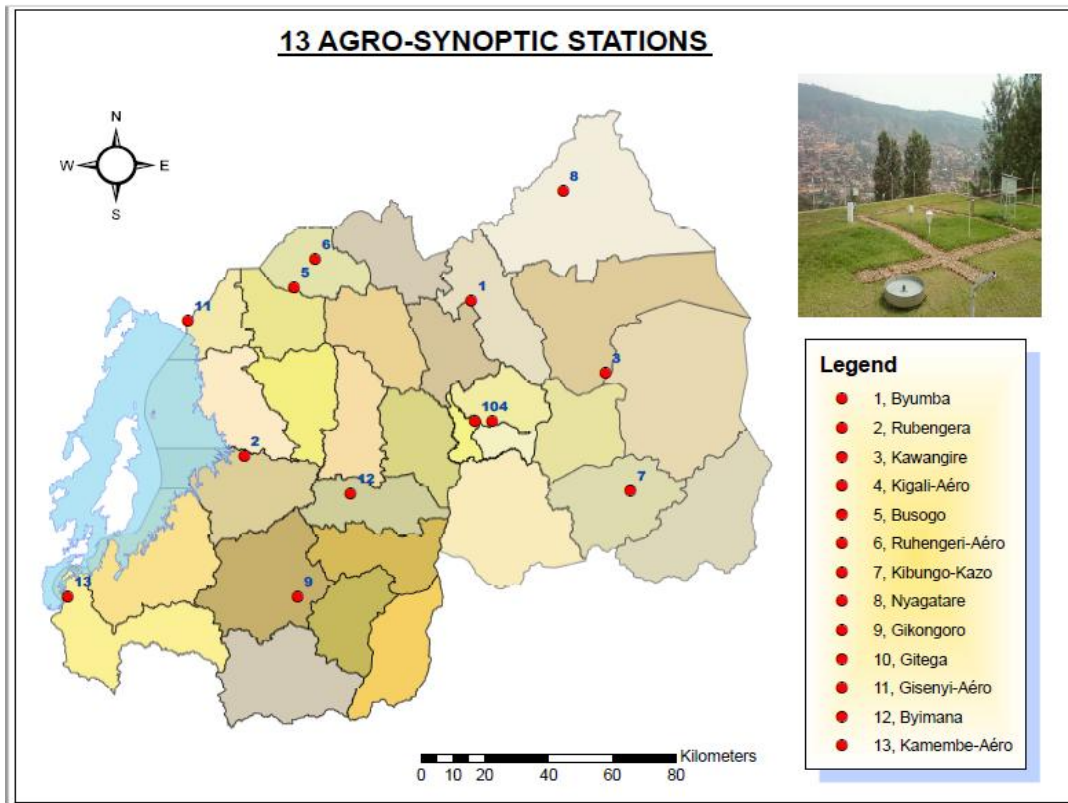 13 AGRO-SYNOPTIC STATIONS
N
W E
S
8
6
5
11
1
3
104
2
12
7
13
9
Legend
1, Byumba
2, Rubengera
3, Kawangire
4, Kigali-Aéro
5, Busogo
6, Ruhengeri-Aéro
7, Kibungo-Kazo
8, Nyagatare
9, Gikongoro
10, Gitega
11, Gisenyi-Aéro
12, Byimana
13, Kamembe-Aéro
Kilometers
0 10 20 40 60 80